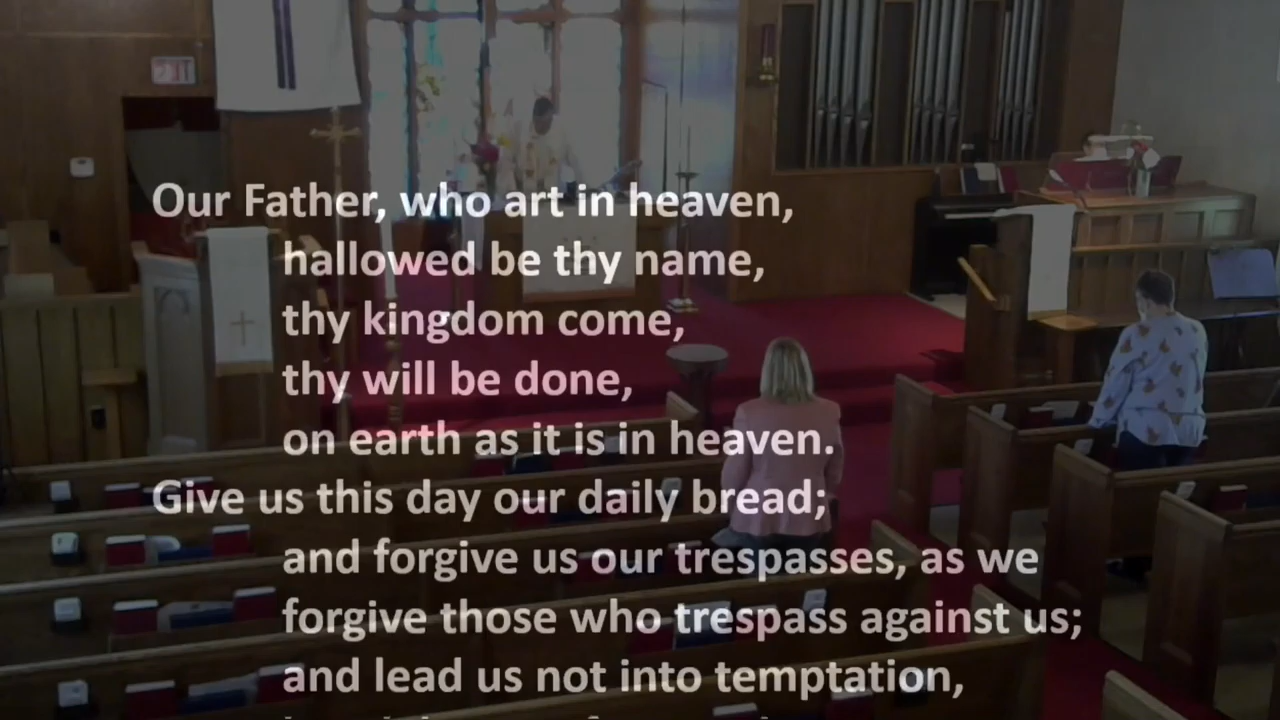 Our Father, who art in heaven,
hallowed be thy name,
thy kingdom come,
thy will be done,
on earth as it is in heaven.
Give us this day our daily bread;
and forgive us our trespasses, as we
forgive those who trespass against us;
and lead us not into temptation,